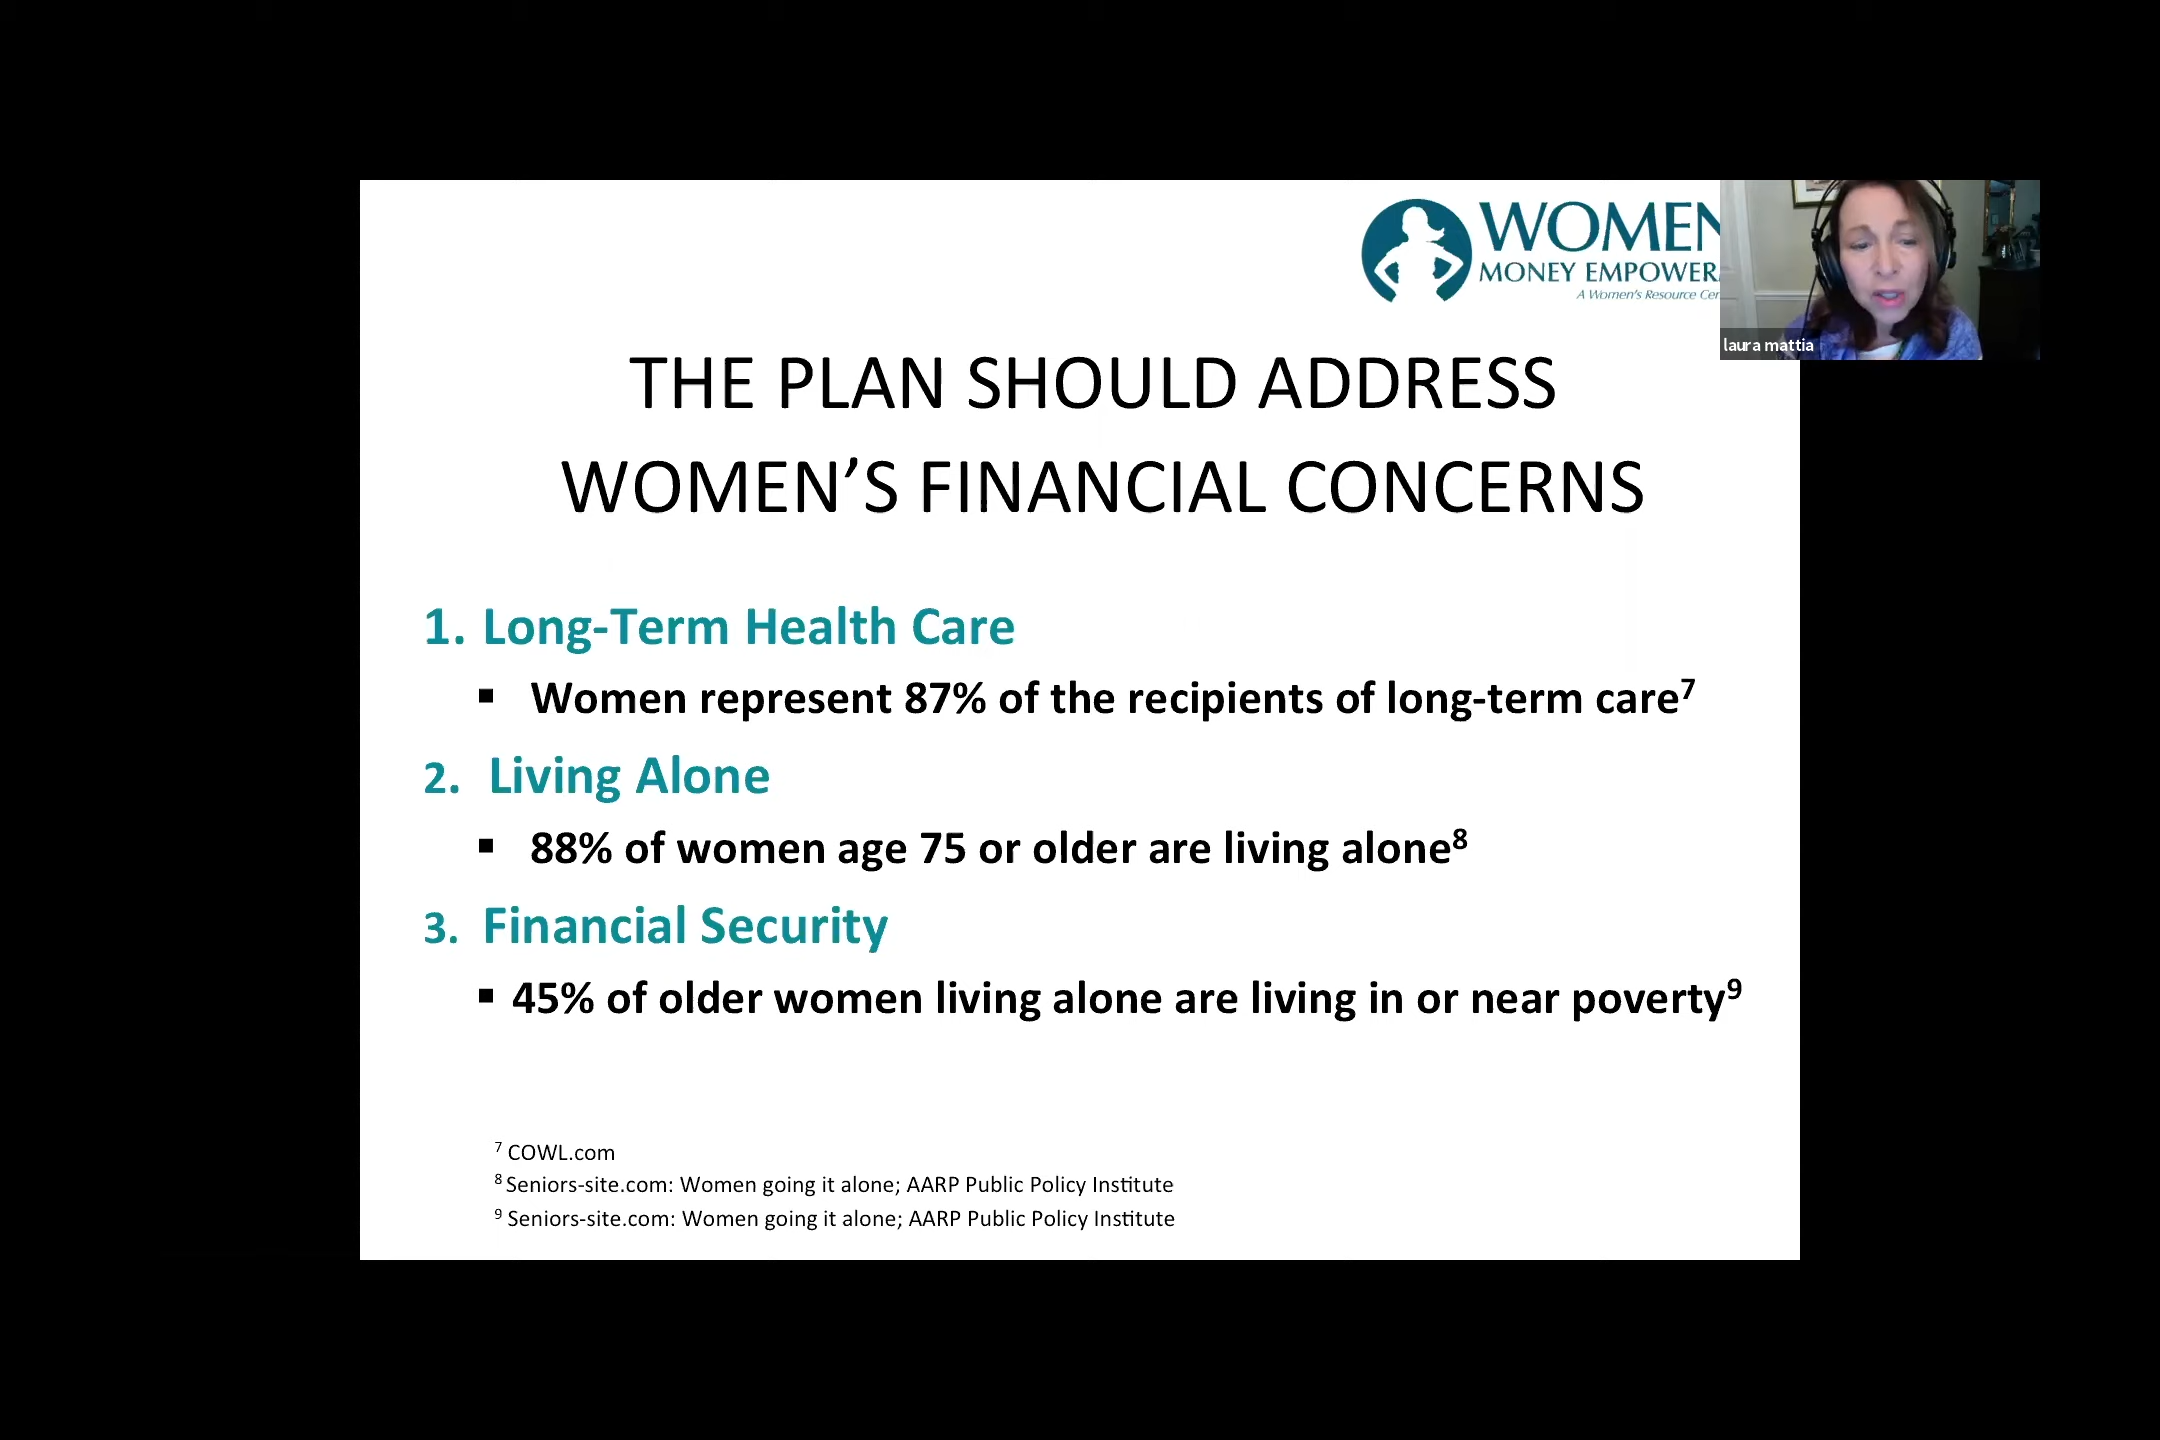 WOMEN
MONEY EMPOWER
A Women's Resource Cen
laura mattia
THE PLAN SHOULD ADDRESS
WOMEN’S FINANCIAL CONCERNS
1. Long-Term Health Care
▪ Women represent 87% of the recipients of long-term care⁷
2. Living Alone
▪ 88% of women age 75 or older are living alone⁸
3. Financial Security
▪ 45% of older women living alone are living in or near poverty⁹
⁷ COWL.com
⁸ Seniors-site.com: Women going it alone; AARP Public Policy Institute
⁹ Seniors-site.com: Women going it alone; AARP Public Policy Institute